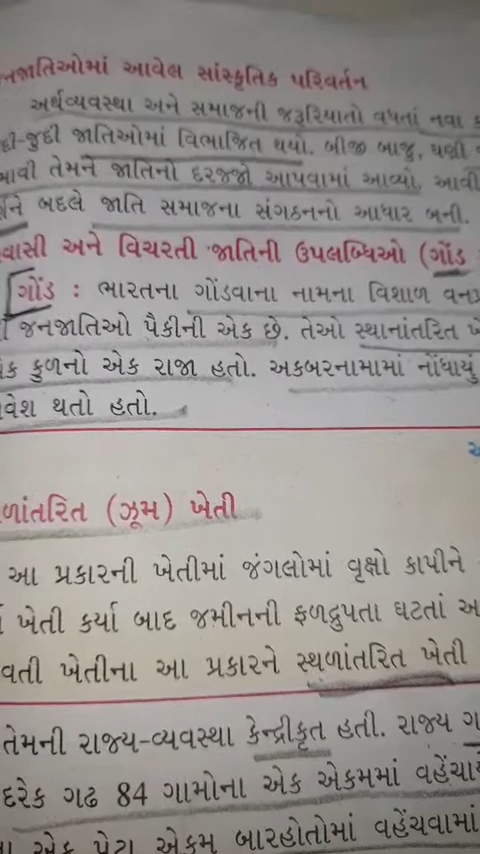 નજાતિઓમાં આવેલ સાંસ્કૃતિક પરિવર્તન
અર્થવ્યવસ્થા અને સમાજની જરૂરિયાતો વધતાં નવા
દી-જુદી જાતિઓમાં વિભાજિત થયો. બીજી બાજુ, ઘણી
આવી તેમને જાતિનો દરજ્જો આપવામાં આવ્યો. આવી
ને બદલે જાતિ સમાજના સંગઠનનો આધાર બની.
વાસી અને વિચરતી જાતિની ઉપલબ્ધિઓ (ગોંડ
ગોંડ : ભારતના ગોંડવાના નામના વિશાળ વન
જનજાતિઓ પૈકીની એક છે. તેઓ સ્થાનાંતરિત
ક કુળનો એક રાજા હતો. અકબરનામામાં નોંધાયું
વેશ થતો હતો.
ળાંતરિત (ઝૂમ) ખેતી
આ પ્રકારની ખેતીમાં જંગલોમાં વૃક્ષો કાપીને
ખેતી કર્યા બાદ જમીનની ફળદ્રુપતા ઘટતાં અ
વતી ખેતીના આ પ્રકારને સ્થળાંતરિત ખેતી
તેમની રાજ્ય-વ્યવસ્થા કેન્દ્રીકૃત હતી. રાજ્ય ગ
દરેક ગઢ 84 ગામોના એક એકમમાં વહેંચા
એક પેટા એકમ બારહોતોમાં વહેંચવામાં